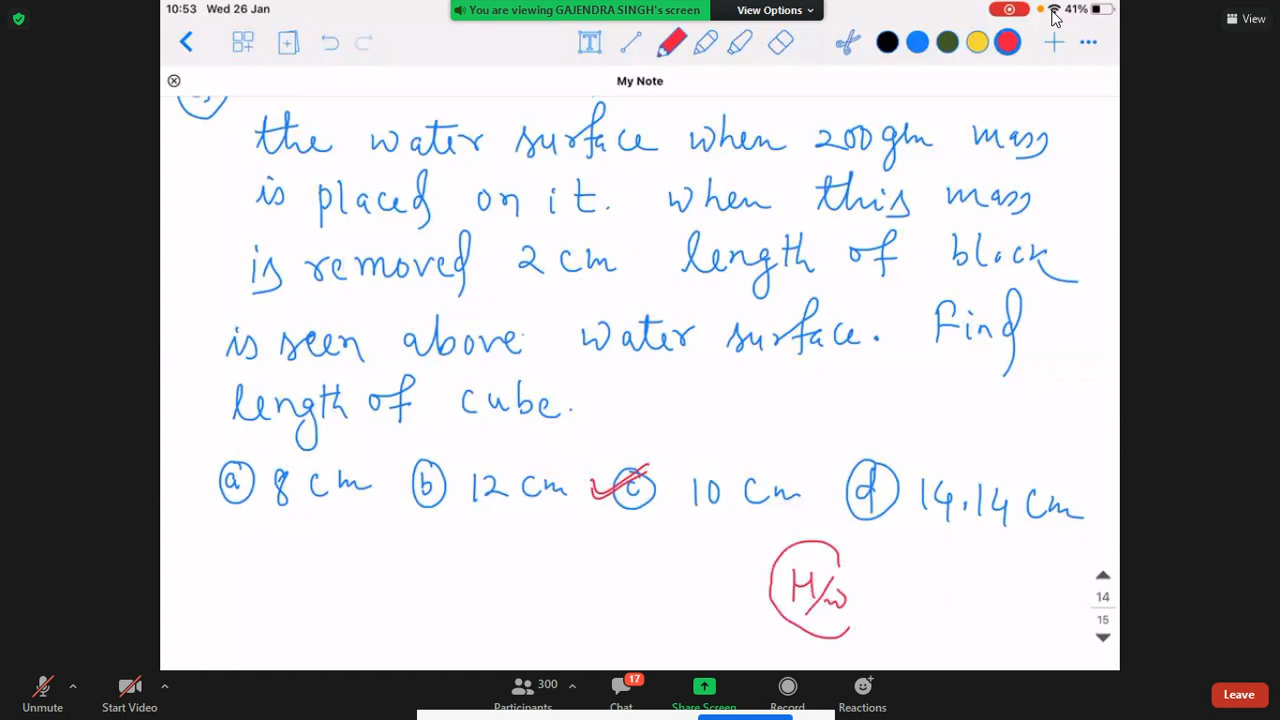 10:53 Wed 26 Jan
You are viewing GAJENDRA SINGH's screen
View Options
41%
View
My Note
the water surface when 200gm mass
is placed on it. when this mass
is removed 2 cm length of block
is seen above water surface. Find
length of cube.
a 8 cm b 12 cm c 10 cm d 14.14 cm
H/w
14
15
Unmute
Start Video
300
Participants
17
Chat
Share Screen
Record
Reactions
Leave